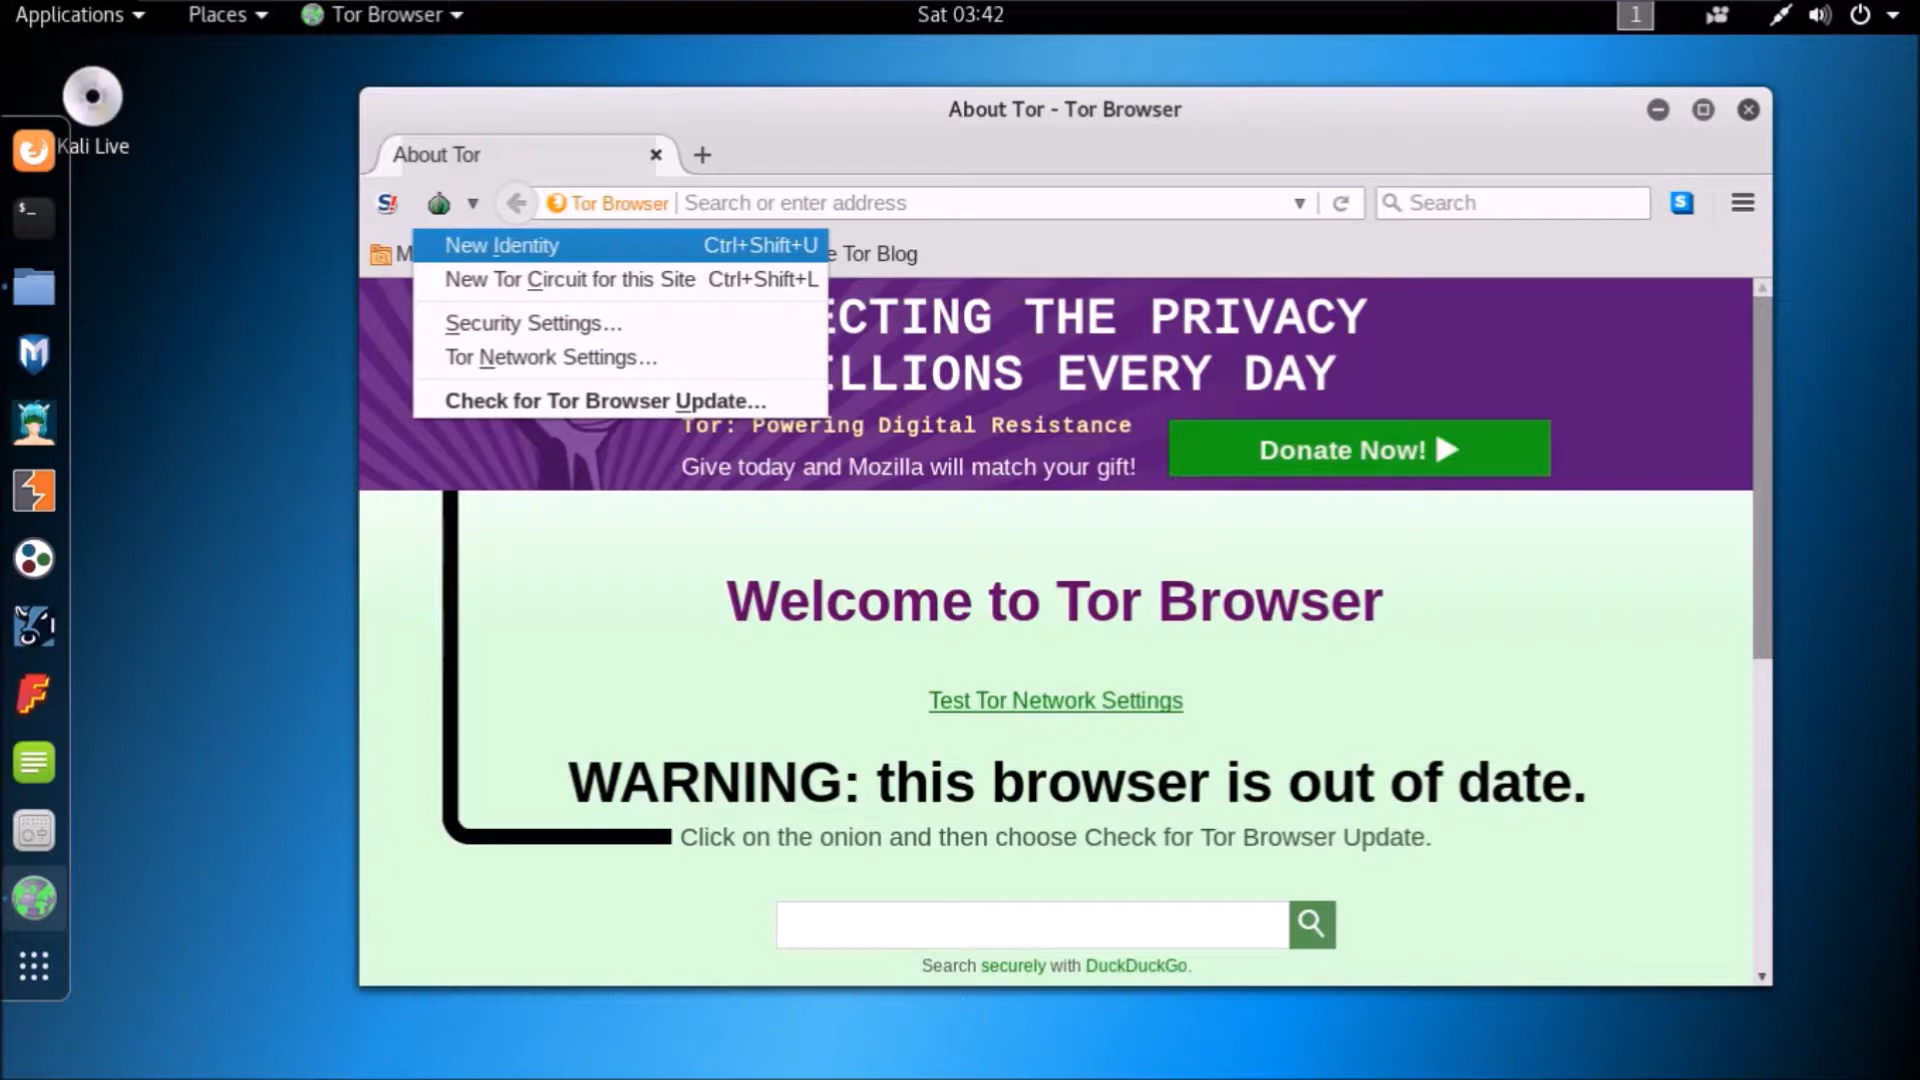 Applications Places Tor Browser Sat 03:42 1
Kali Live
About Tor - Tor Browser
About Tor
Tor Browser Search or enter address Search
New Identity Ctrl+Shift+U
New Tor Circuit for this Site Ctrl+Shift+L
Security Settings...
Tor Network Settings...
Check for Tor Browser Update...
M
e Tor Blog
ECTING THE PRIVACY
ILLIONS EVERY DAY
Tor: Powering Digital Resistance
Give today and Mozilla will match your gift!
Donate Now!
Welcome to Tor Browser
Test Tor Network Settings
WARNING: this browser is out of date.
Click on the onion and then choose Check for Tor Browser Update.
Search securely with DuckDuckGo.